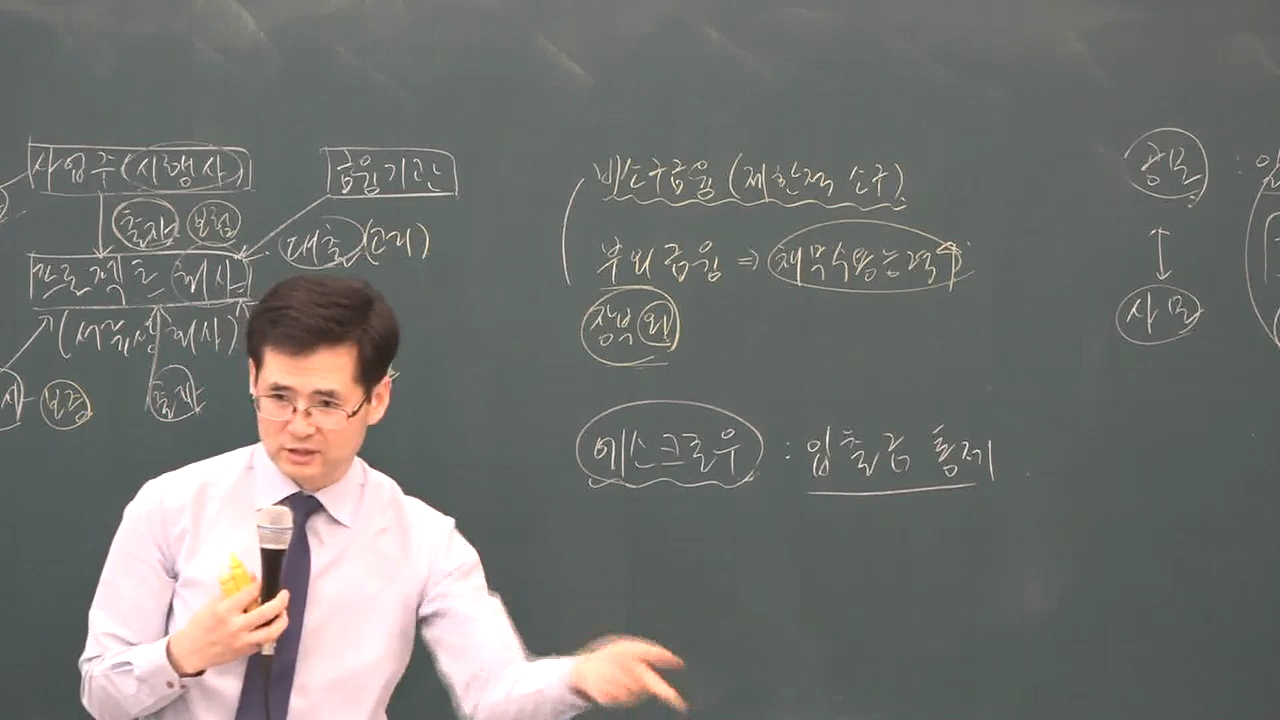 사업주(시행사)
금융기관
출자 보험
대출(고리)
프로젝트 회사
(서류상 회사)
보증
출자
비소구금융(제한적 소구)
부외금융 ⇒ 채무수용능력↑
장부 외
에스크로우 : 입출금 통제
공모 :
↕
사모